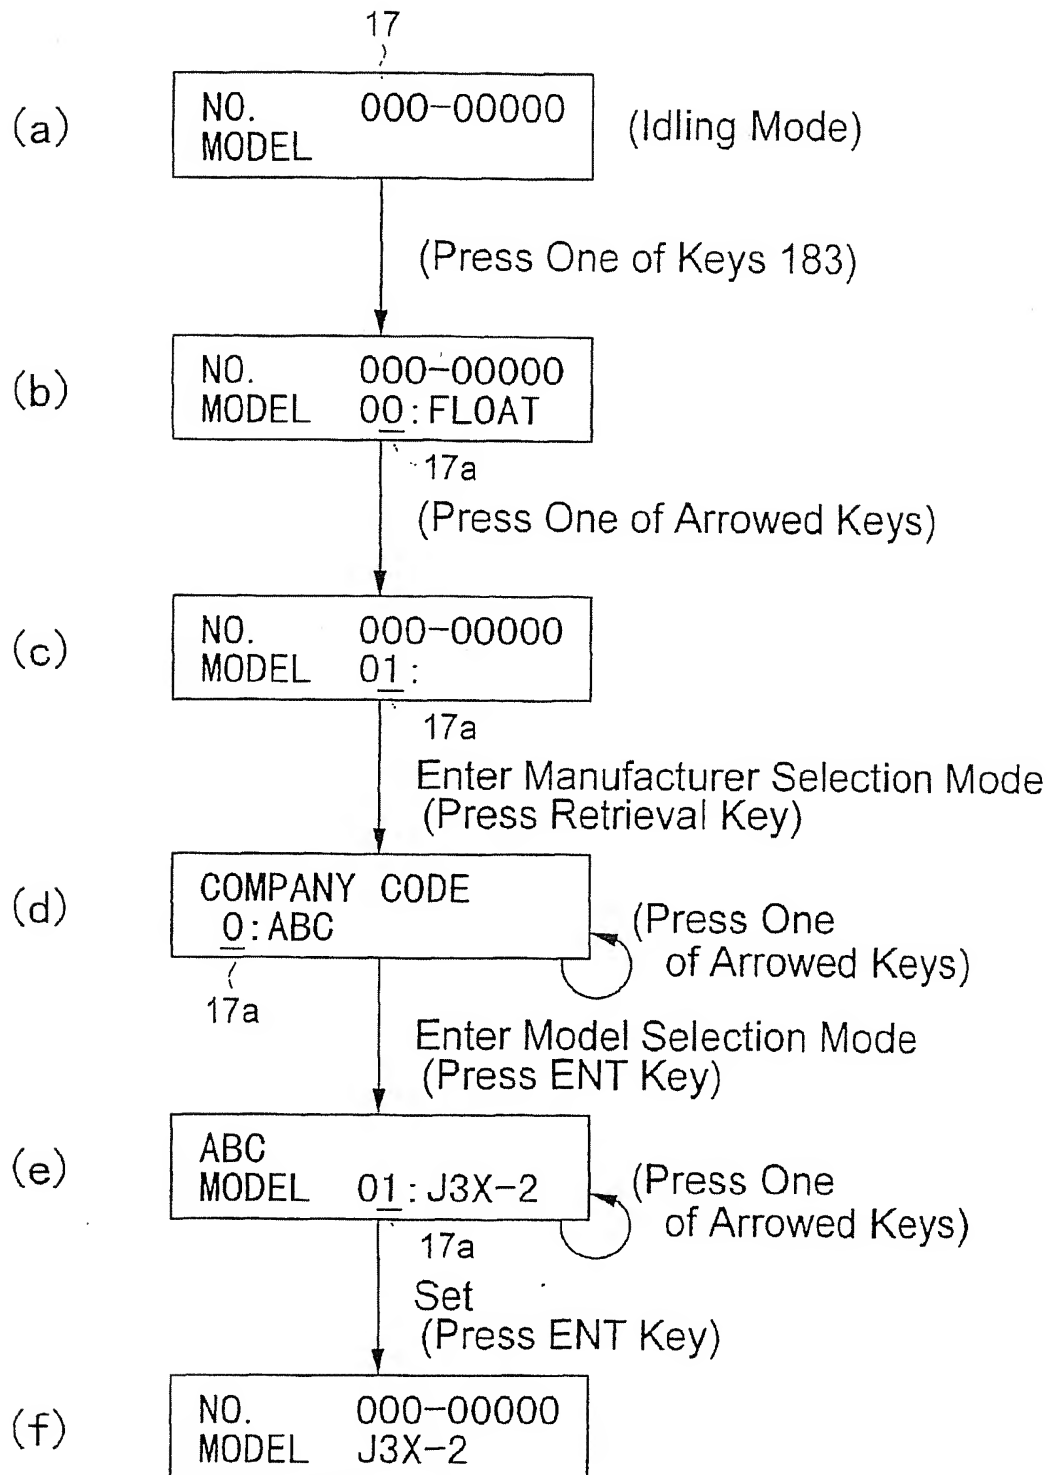 17
(a)
NO. 000-00000
MODEL
(Idling Mode)
(Press One of Keys 183)
(b)
NO. 000-00000
MODEL 00:FLOAT
17a
(Press One of Arrowed Keys)
(c)
NO. 000-00000
MODEL 01:
17a
Enter Manufacturer Selection Mode
(Press Retrieval Key)
(d)
COMPANY CODE
0:ABC
(Press One
of Arrowed Keys)
17a
Enter Model Selection Mode
(Press ENT Key)
(e)
ABC
MODEL 01:J3X-2
(Press One
of Arrowed Keys)
17a
Set
(Press ENT Key)
(f)
NO. 000-00000
MODEL J3X-2